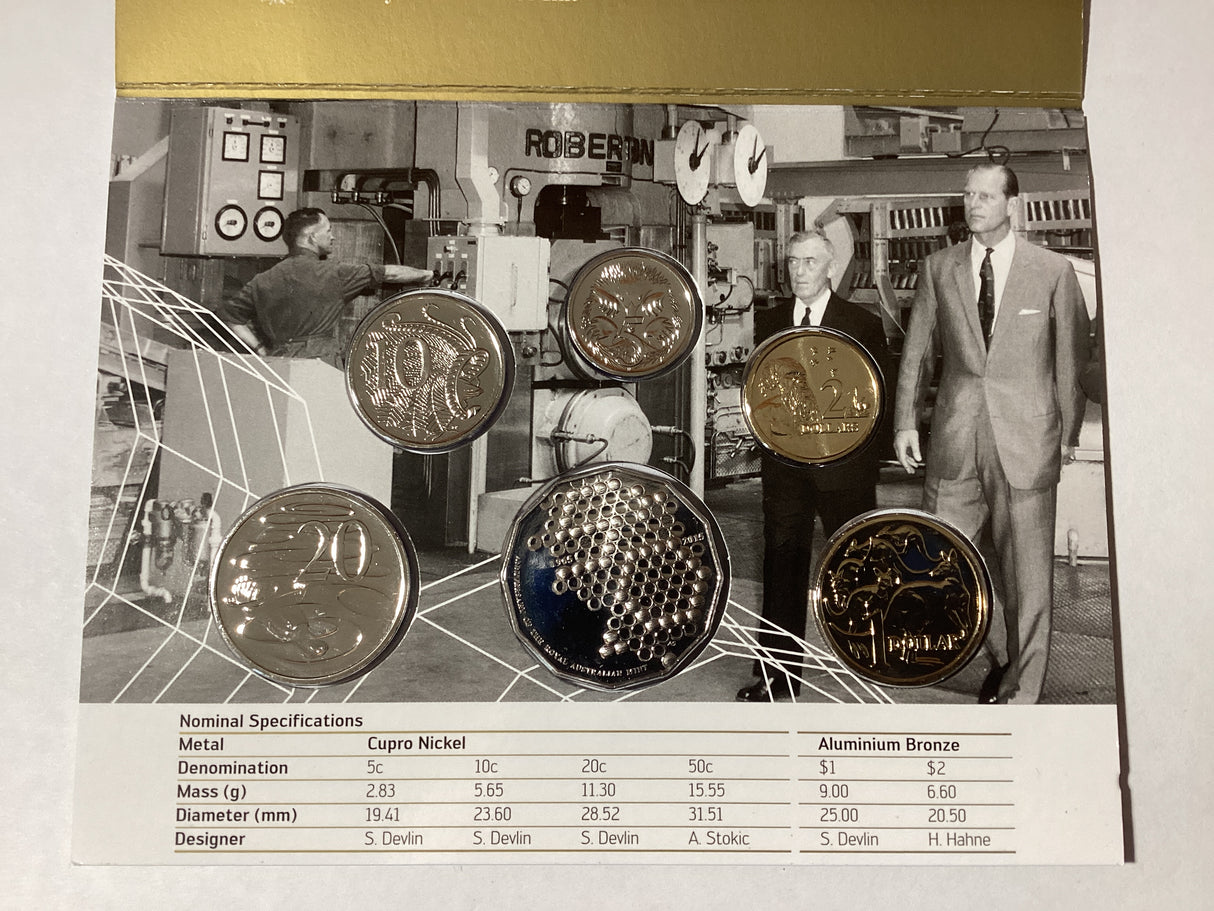 ROBERTON
10
2
DOLLARS
20
2015
ANNIVERSARY OF THE ROYAL AUSTRALIAN MINT
1 DOLLAR
Nominal Specifications
Metal Cupro Nickel Aluminium Bronze
Denomination 5c 10c 20c 50c $1 $2
Mass (g) 2.83 5.65 11.30 15.55 9.00 6.60
Diameter (mm) 19.41 23.60 28.52 31.51 25.00 20.50
Designer S. Devlin S. Devlin S. Devlin A. Stokic S. Devlin H. Hahne